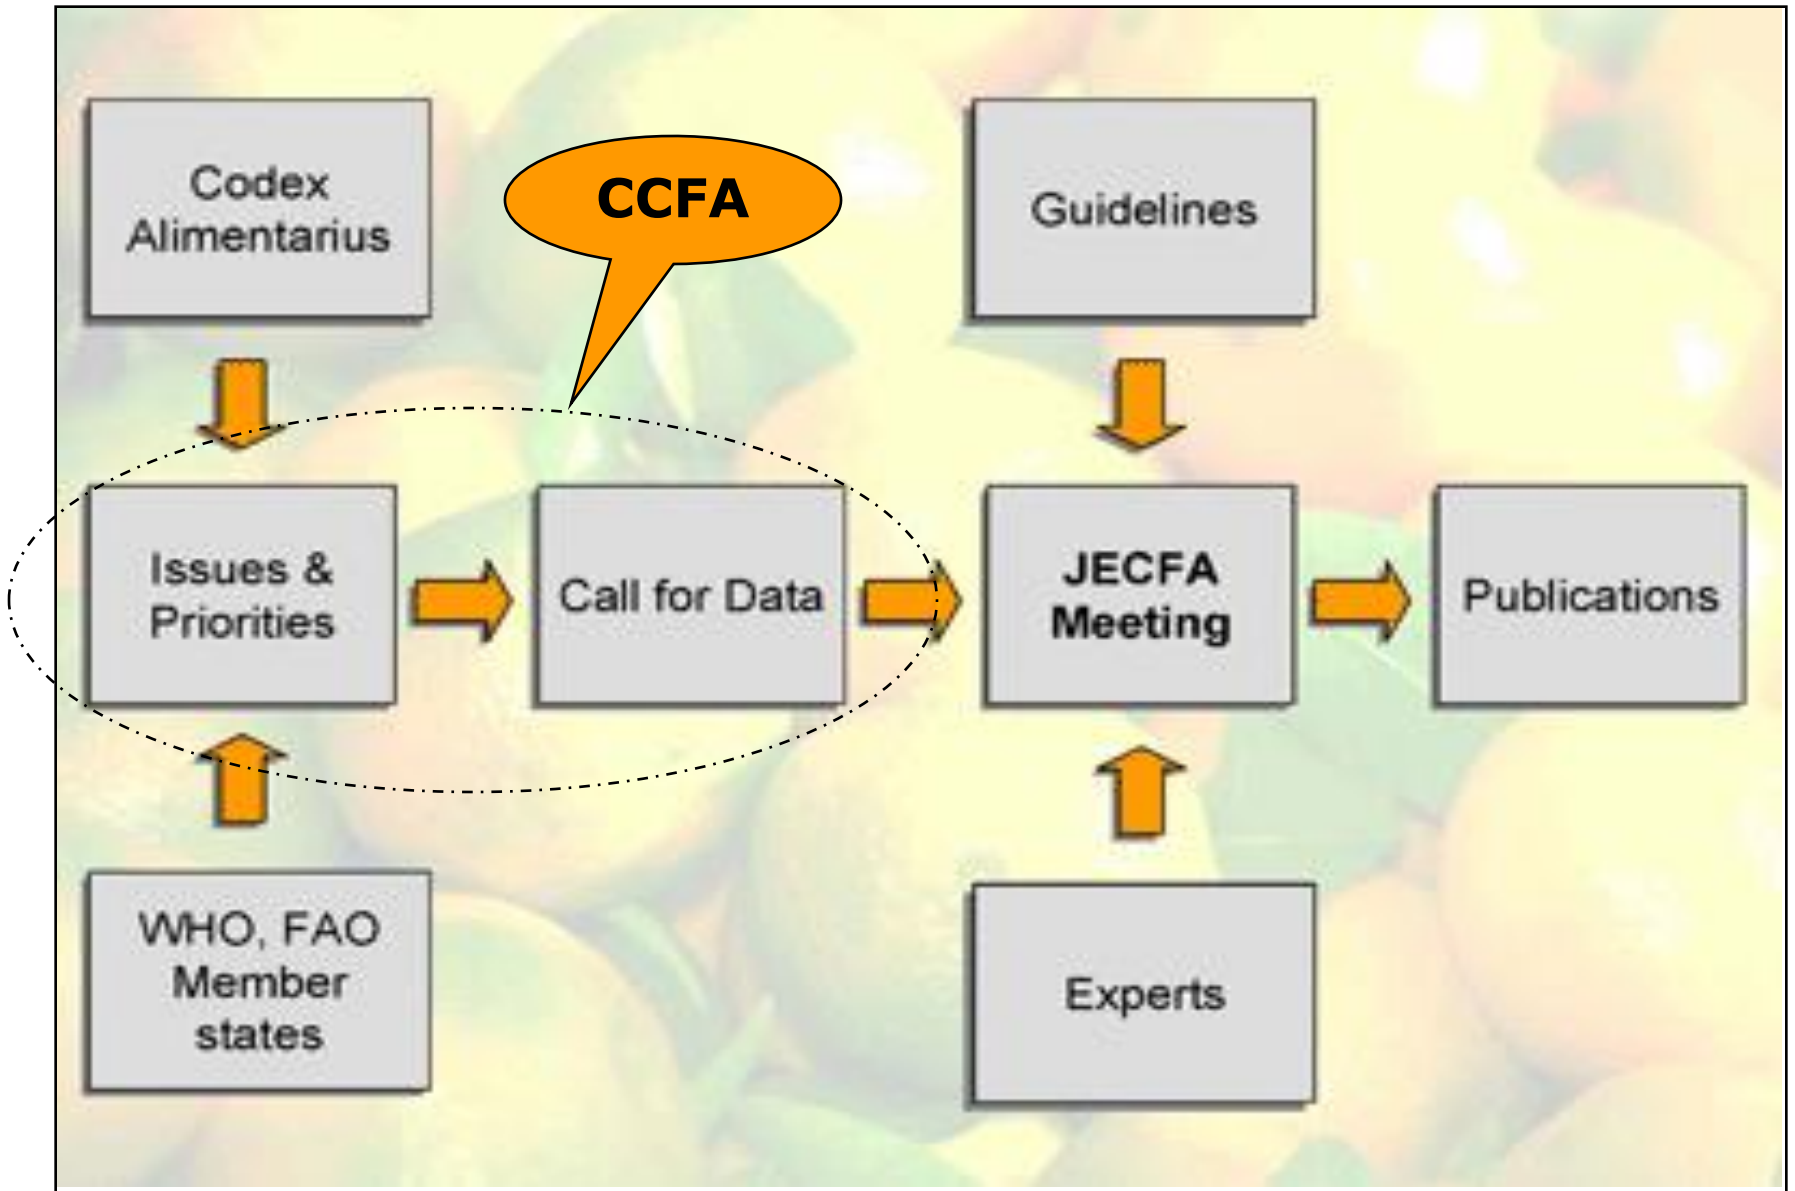 Codex
Alimentarius
CCFA
Guidelines
Issues &
Priorities
Call for Data
JECFA
Meeting
Publications
WHO, FAO
Member
states
Experts